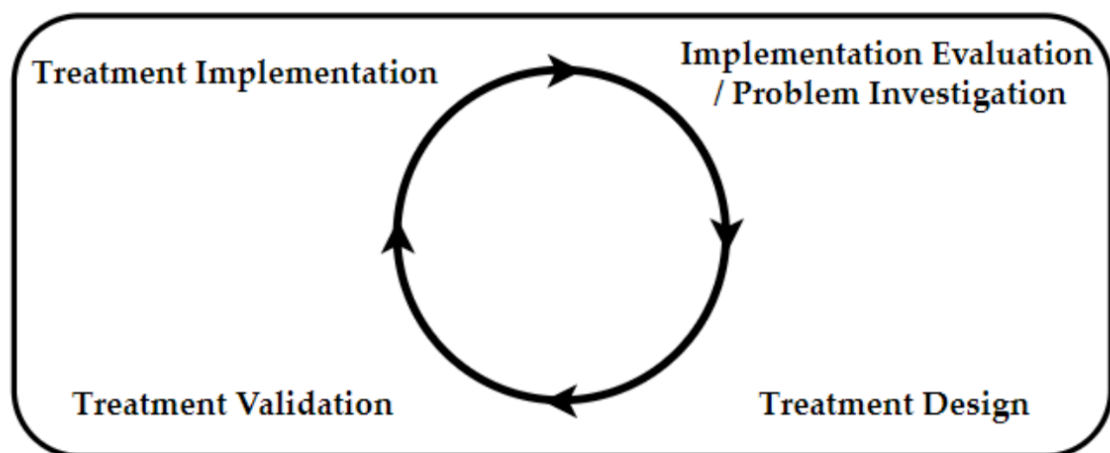 Treatment Implementation
Implementation Evaluation
/ Problem Investigation
Treatment Validation
Treatment Design